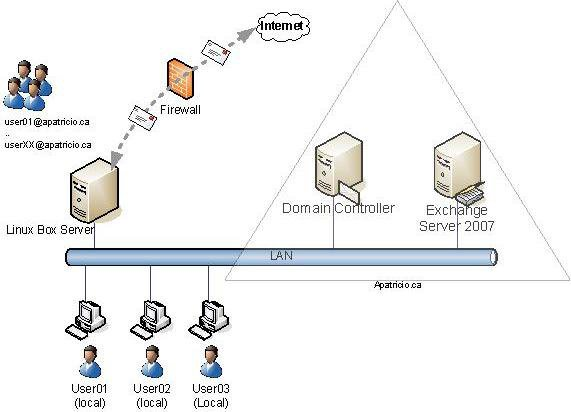 Internet
Firewall
user01@apatricio.ca
..
userXX@apatricio.ca
Linux Box Server
Domain Controller
Exchange
Server 2007
LAN
Apatricio.ca
User01
(local)
User02
(local)
User03
(Local)